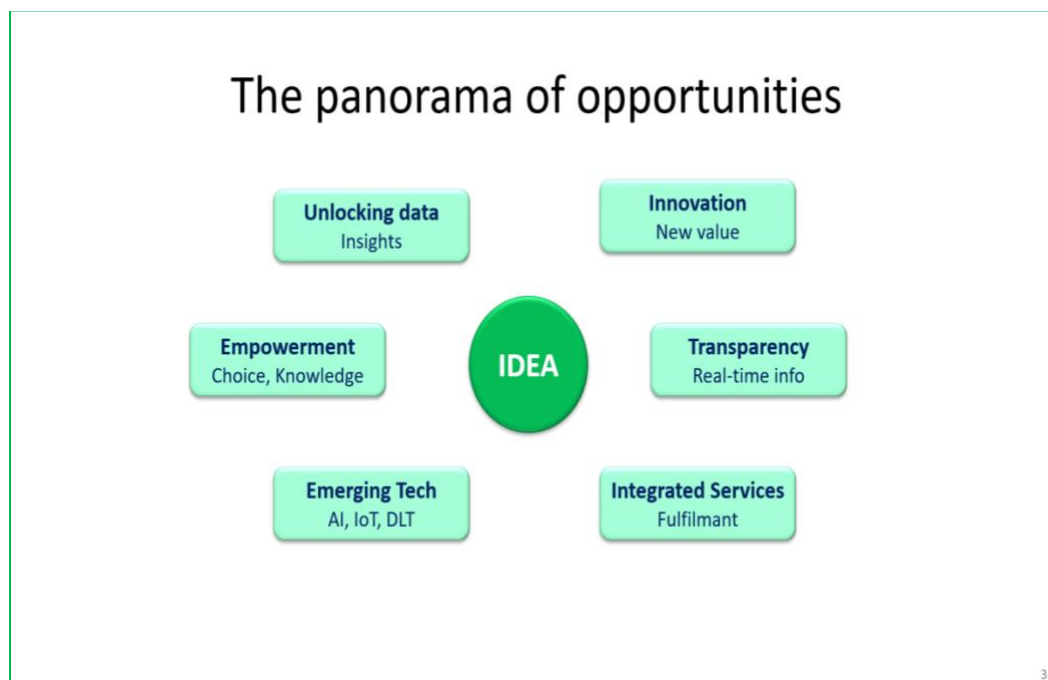 The panorama of opportunities
Unlocking data
Insights
Innovation
New value
Empowerment
Choice, Knowledge
IDEA
Transparency
Real-time info
Emerging Tech
AI, IoT, DLT
Integrated Services
Fulfilmant
3